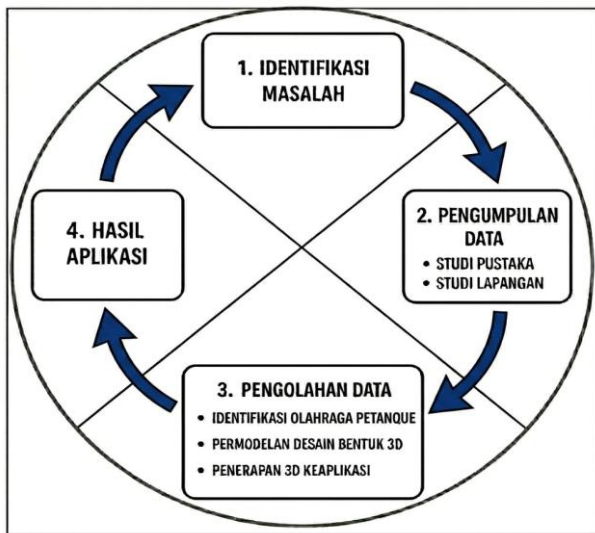 1. IDENTIFIKASI
MASALAH
2. PENGUMPULAN
DATA
• STUDI PUSTAKA
• STUDI LAPANGAN
3. PENGOLAHAN DATA
• IDENTIFIKASI OLAHRAGA PETANQUE
• PERMODELAN DESAIN BENTUK 3D
• PENERAPAN 3D KEAPLIKASI
4. HASIL
APLIKASI